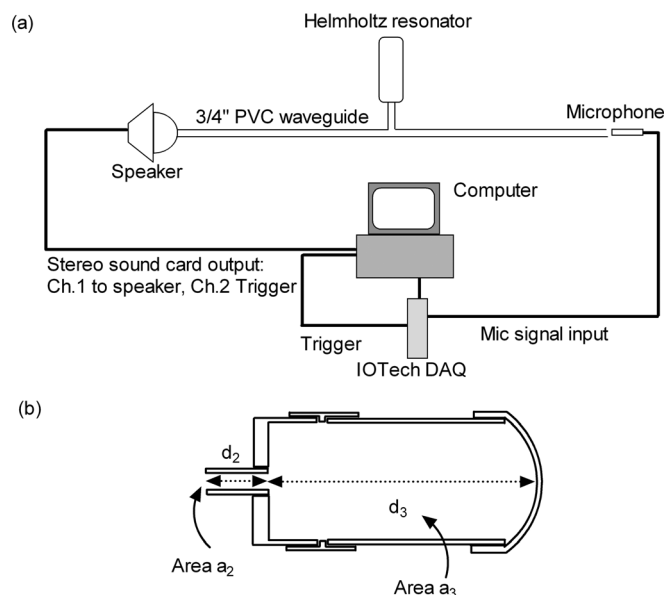 (a)
Helmholtz resonator
3/4" PVC waveguide
Microphone
Speaker
Computer
Stereo sound card output:
Ch.1 to speaker, Ch.2 Trigger
Trigger
Mic signal input
IOTech DAQ
(b)
d₂
d₃
Area a₂
Area a₃